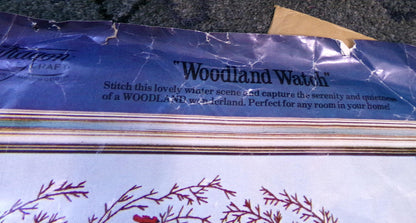 "Woodland Watch"
Stitch this lovely winter scene and capture the serenity and quietness
of a WOODLAND wonderland. Perfect for any room in your home!